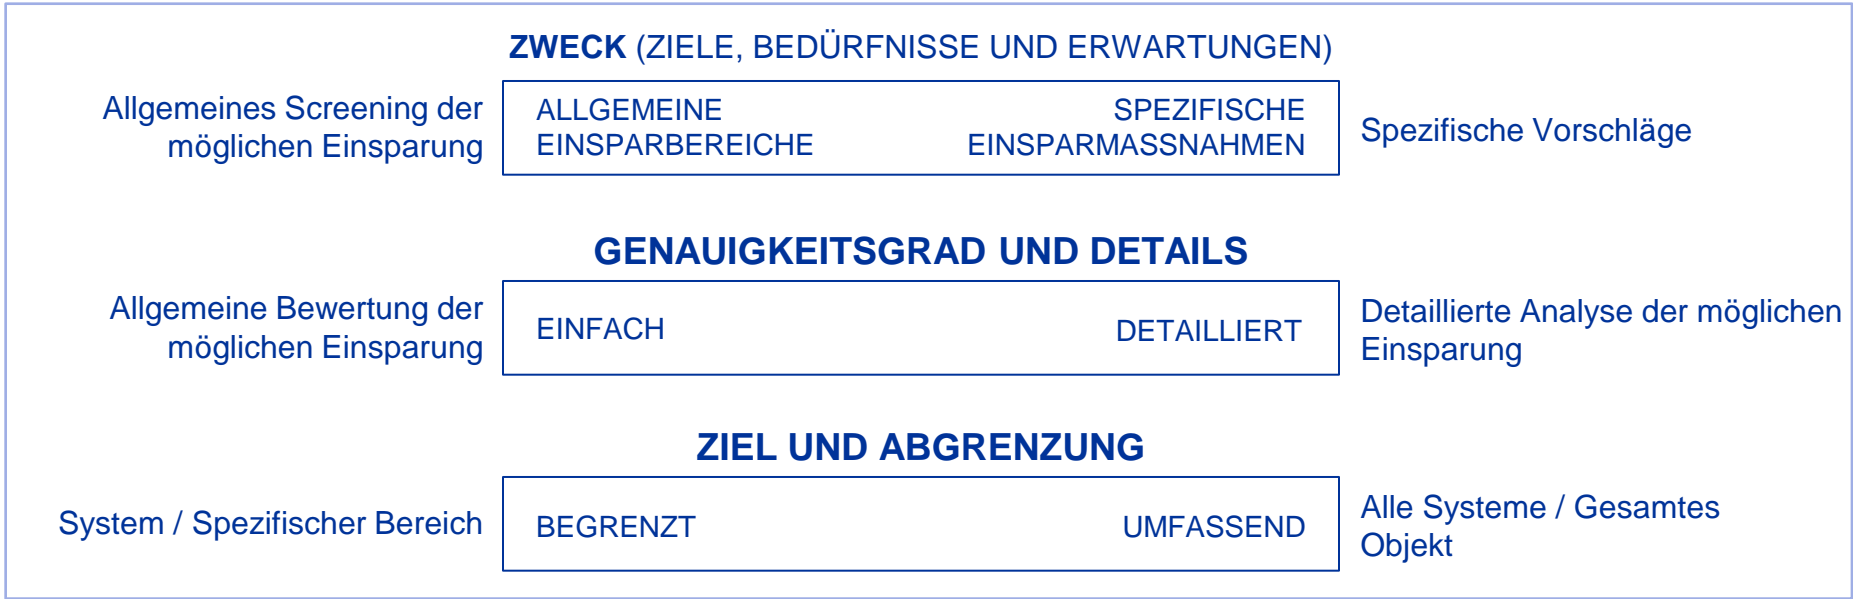 ZWECK (ZIELE, BEDÜRFNISSE UND ERWARTUNGEN)
Allgemeines Screening der
möglichen Einsparung
ALLGEMEINE
EINSPARBEREICHE
SPEZIFISCHE
EINSPARMASSNAHMEN
Spezifische Vorschläge
GENAUIGKEITSGRAD UND DETAILS
Allgemeine Bewertung der
möglichen Einsparung
EINFACH
DETAILLIERT
Detaillierte Analyse der möglichen
Einsparung
ZIEL UND ABGRENZUNG
System / Spezifischer Bereich
BEGRENZT
UMFASSEND
Alle Systeme / Gesamtes
Objekt